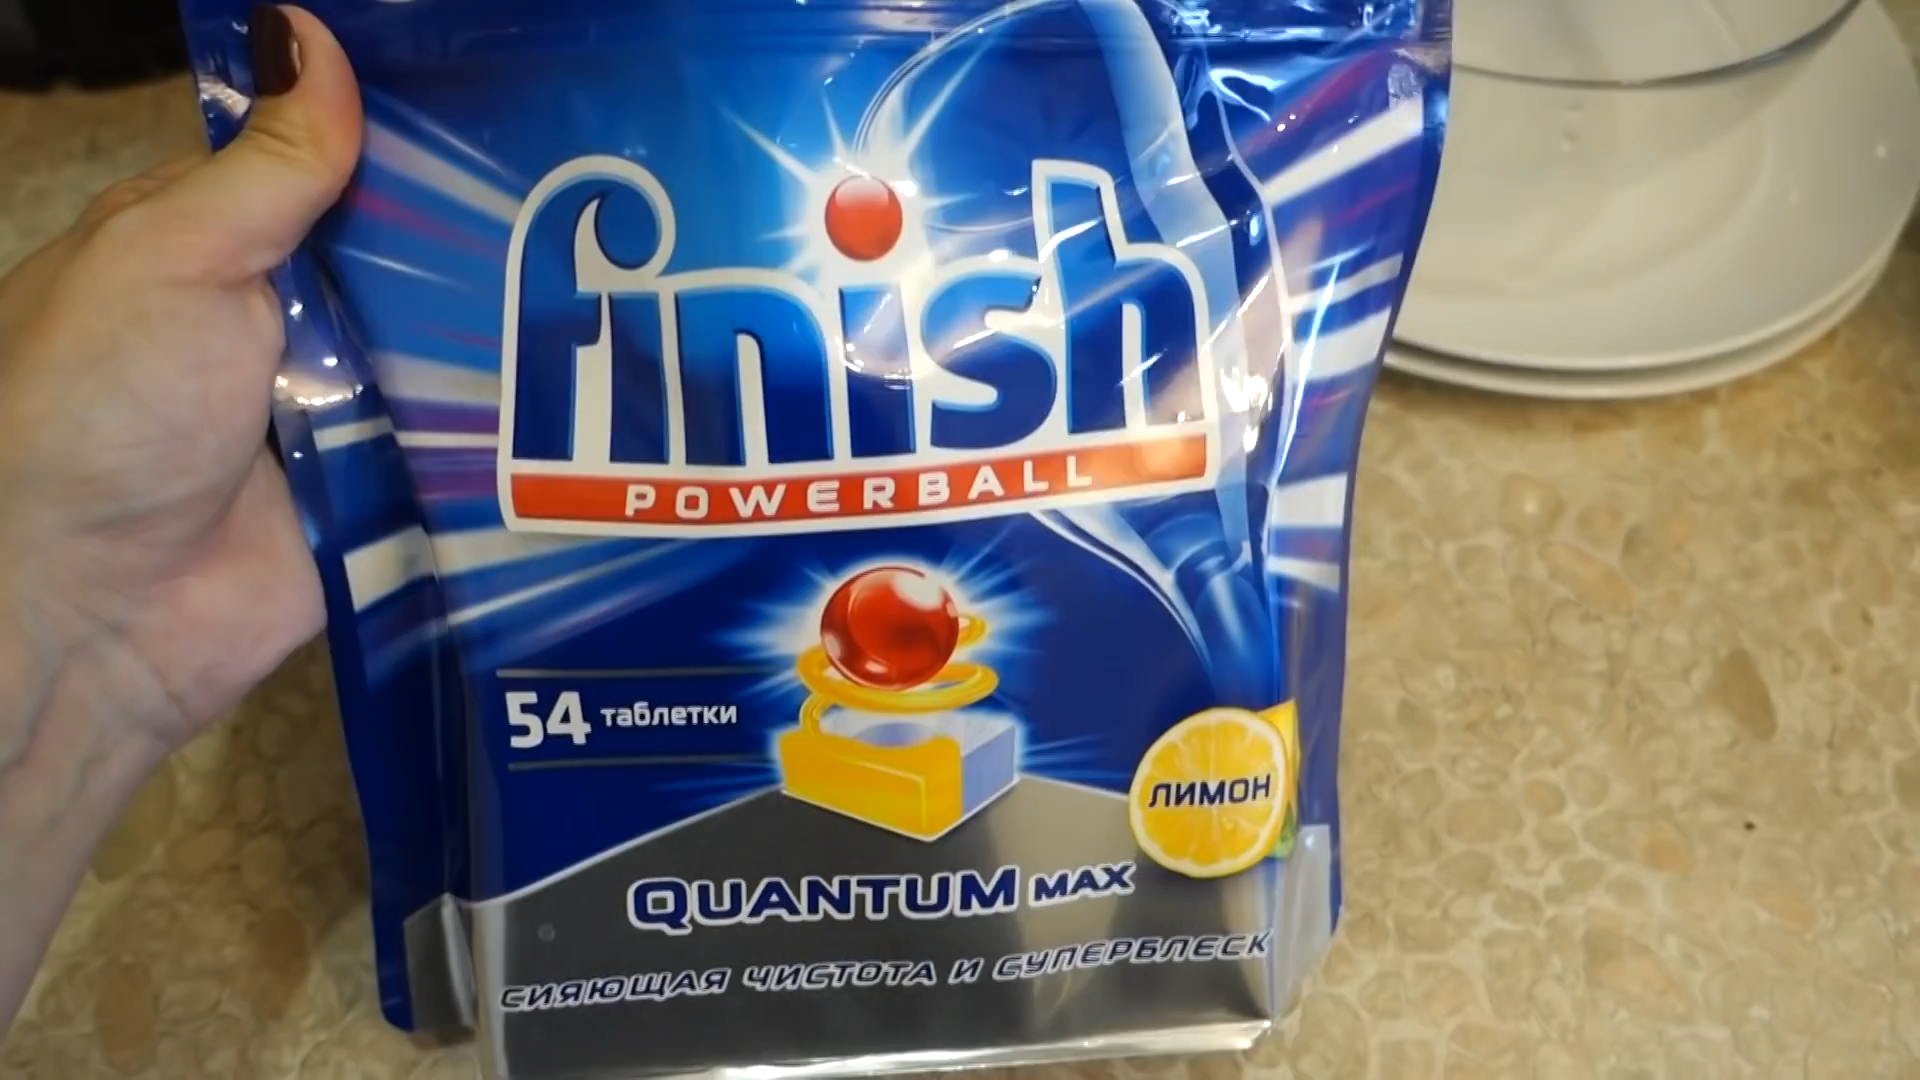 finish
POWERBALL
54 таблетки
ЛИМОН
QUANTUM MAX
СИЯЮЩАЯ ЧИСТОТА И СУПЕРБЛЕСК